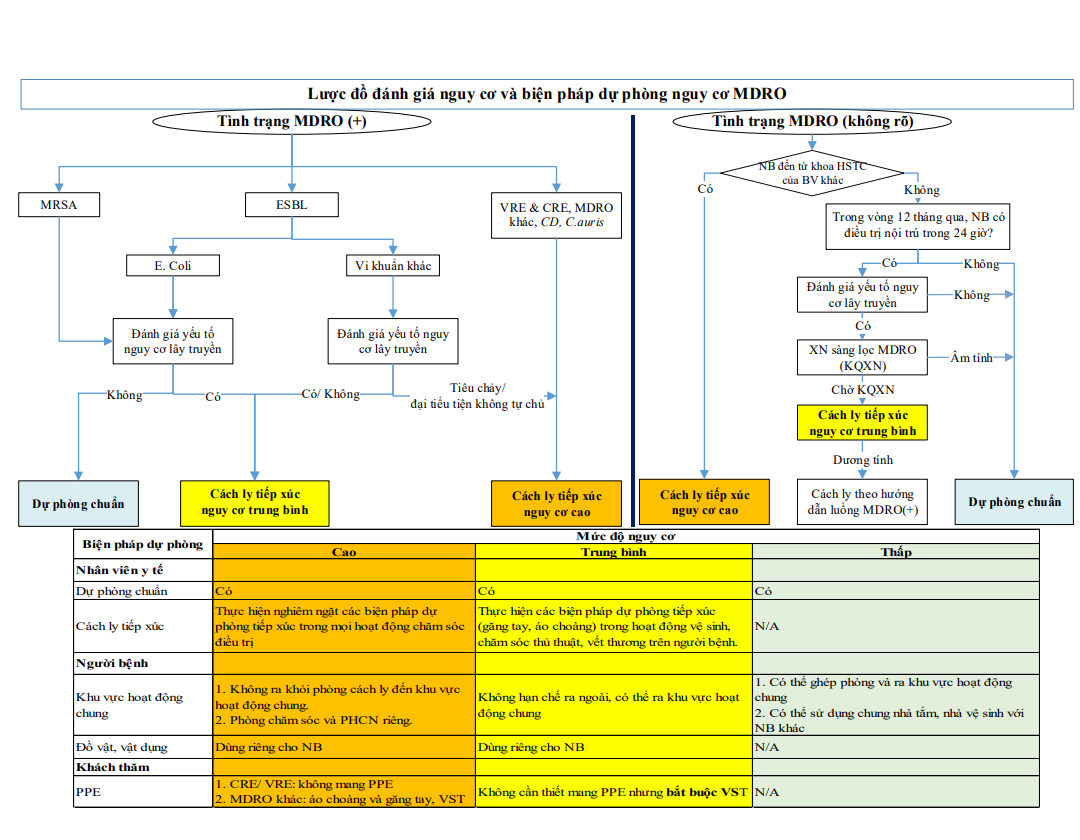 Lược đồ đánh giá nguy cơ và biện pháp dự phòng nguy cơ MDRO
Tình trạng MDRO (+)
MRSA
ESBL
VRE & CRE, MDRO
khác, CD, C.auris
E. Coli
Vi khuẩn khác
Đánh giá yếu tố
nguy cơ lây truyền
Đánh giá yếu tố nguy
cơ lây truyền
Không
Có
Có/ Không
Tiêu chảy/
đại tiểu tiện không tự chủ
Dự phòng chuẩn
Cách ly tiếp xúc
nguy cơ trung bình
Cách ly tiếp xúc
nguy cơ cao
Tình trạng MDRO (không rõ)
NB đến từ khoa HSTC
của BV khác
Có
Không
Trong vòng 12 tháng qua, NB có
điều trị nội trú trong 24 giờ?
Có
Không
Đánh giá yếu tố nguy
cơ lây truyền
Không
Có
XN sàng lọc MDRO
(KQXN)
Âm tính
Chờ KQXN
Cách ly tiếp xúc
nguy cơ trung bình
Dương tính
Cách ly tiếp xúc
nguy cơ cao
Cách ly theo hướng
dẫn luồng MDRO(+)
Dự phòng chuẩn
Biện pháp dự phòng
Mức độ nguy cơ
Cao
Trung bình
Thấp
Nhân viên y tế
Dự phòng chuẩn
Có
Có
Có
Cách ly tiếp xúc
Thực hiện nghiêm ngặt các biện pháp dự
phòng tiếp xúc trong mọi hoạt động chăm sóc
điều trị
Thực hiện các biện pháp dự phòng tiếp xúc
(găng tay, áo choàng) trong hoạt động vệ sinh,
chăm sóc thủ thuật, vết thương trên người bệnh.
N/A
Người bệnh
Khu vực hoạt động
chung
1. Không ra khỏi phòng cách ly đến khu vực
hoạt động chung.
2. Phòng chăm sóc và PHCN riêng.
Không hạn chế ra ngoài, có thể ra khu vực hoạt
động chung
1. Có thể ghép phòng và ra khu vực hoạt động
chung
2. Có thể sử dụng chung nhà tắm, nhà vệ sinh với
NB khác
Đồ vật, vật dụng
Dùng riêng cho NB
Dùng riêng cho NB
N/A
Khách thăm
PPE
1. CRE/ VRE: không mang PPE
2. MDRO khác: áo choàng và găng tay, VST
Không cần thiết mang PPE nhưng bắt buộc VST
N/A